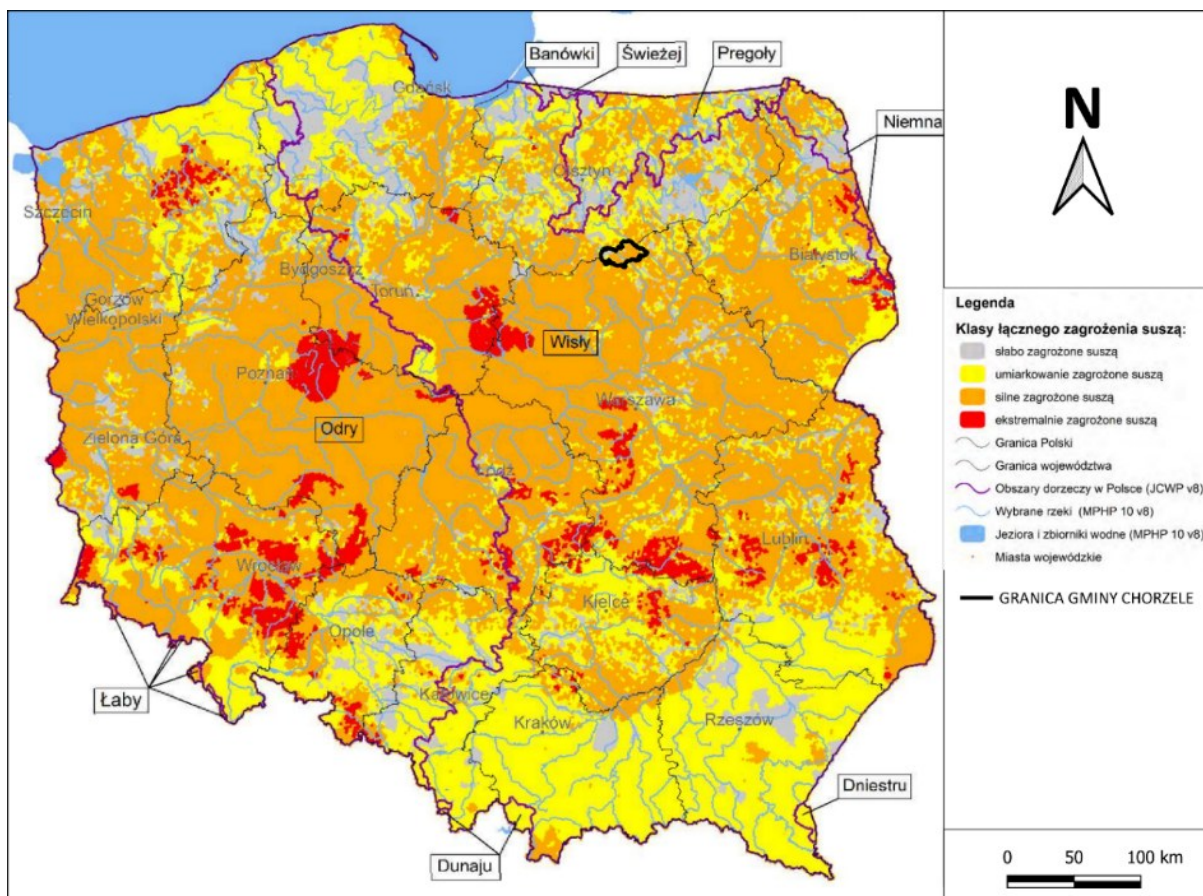 Banówki
Świeżej
Pregoły
Gdańsk
Niemna
Olsztyn
Szczecin
Białystok
Bydgoszcz
Toruń
Gorzów
Wielkopolski
Wisły
Poznań
Warszawa
Odry
Zielona Góra
Łódź
Lublin
Wrocław
Kielce
Opole
Łaby
Katowice
Kraków
Rzeszów
Dniestru
Dunaju
N
Legenda
Klasy łącznego zagrożenia suszą:
słabo zagrożone suszą
umiarkowanie zagrożone suszą
silne zagrożone suszą
ekstremalnie zagrożone suszą
Granica Polski
Granica województwa
Obszary dorzeczy w Polsce (JCWP v8)
Wybrane rzeki (MPHP 10 v8)
Jeziora i zbiorniki wodne (MPHP 10 v8)
Miasta wojewódzkie
GRANICA GMINY CHORZELE
0 50 100 km